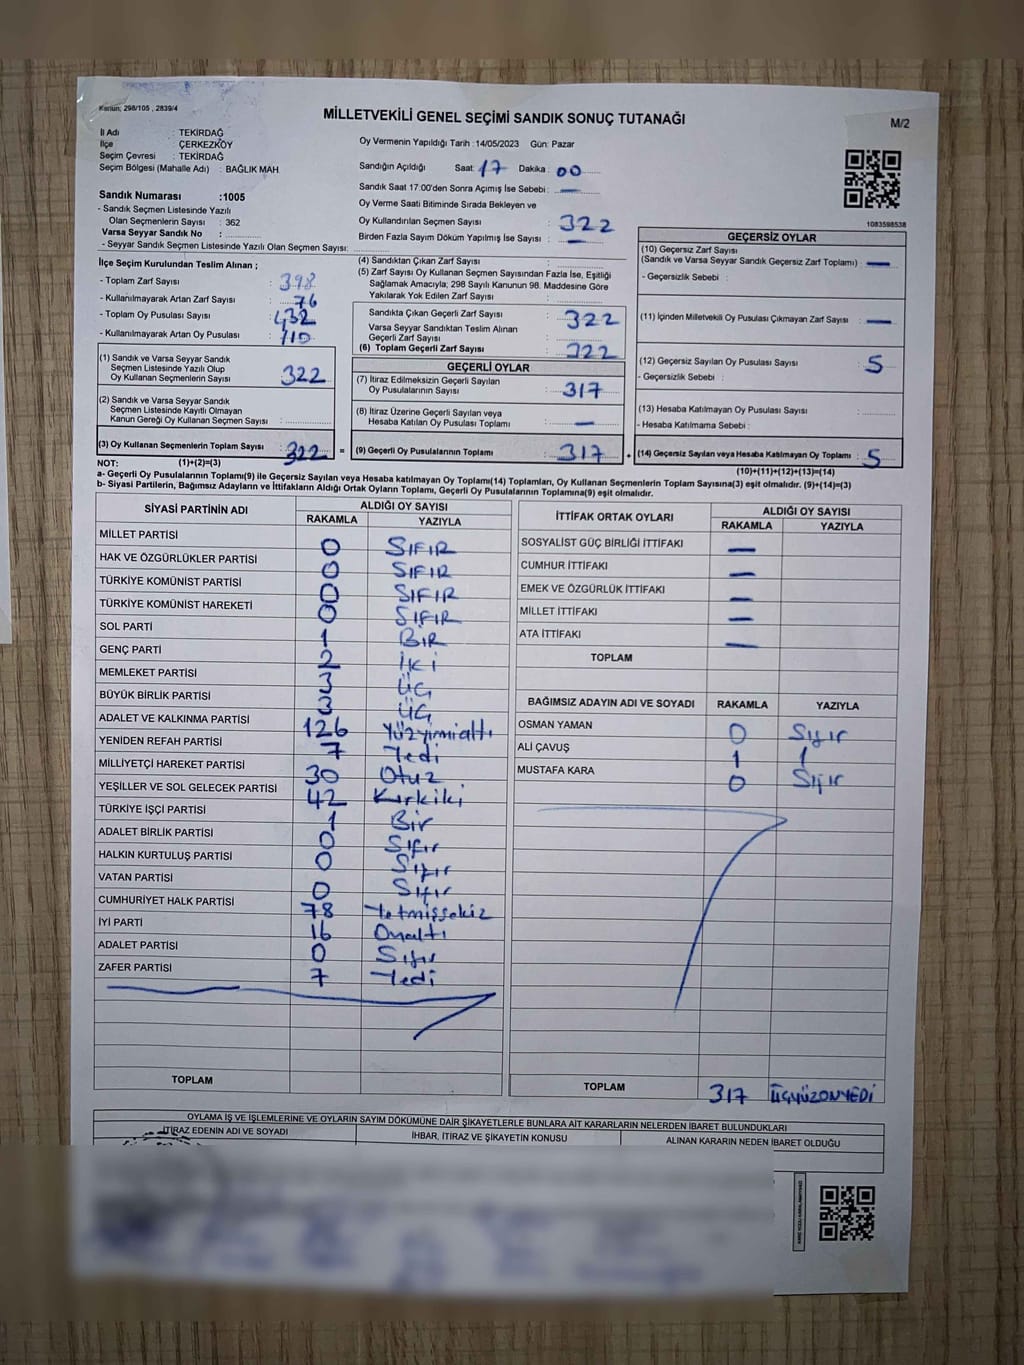 Kanun; 298/105 , 2839/4
MİLLETVEKİLİ GENEL SEÇİMİ SANDIK SONUÇ TUTANAĞI
M/2
İl Adı : TEKİRDAĞ
İlçe : ÇERKEZKÖY
Seçim Çevresi : TEKİRDAĞ
Seçim Bölgesi (Mahalle Adı) : BAĞLIK MAH.
Sandık Numarası :1005
- Sandık Seçmen Listesinde Yazılı
Olan Seçmenlerin Sayısı : 362
Varsa Seyyar Sandık No :
- Seyyar Sandık Seçmen Listesinde Yazılı Olan Seçmen Sayısı:
Oy Vermenin Yapıldığı Tarih : 14/05/2023 Gün: Pazar
Sandığın Açıldığı Saat: 17 Dakika : 00
Sandık Saat 17:00'den Sonra Açımış İse Sebebi : —
Oy Verme Saati Bitiminde Sırada Bekleyen ve
Oy Kullandırılan Seçmen Sayısı : 322
Birden Fazla Sayım Döküm Yapılmış İse Sayısı : —
1083598538
İlçe Seçim Kurulundan Teslim Alınan ;
- Toplam Zarf Sayısı : 398
- Kullanılmayarak Artan Zarf Sayısı : 76
- Toplam Oy Pusulası Sayısı : 432
- Kullanılmayarak Artan Oy Pusulası : 110
(1) Sandık ve Varsa Seyyar Sandık
Seçmen Listesinde Yazılı Olup
Oy Kullanan Seçmenlerin Sayısı 322
(2) Sandık ve Varsa Seyyar Sandık
Seçmen Listesinde Kayıtlı Olmayan
Kanun Gereği Oy Kullanan Seçmen Sayısı :
(3) Oy Kullanan Seçmenlerin Toplam Sayısı : 322 =
(1)+(2)=(3)
(4) Sandıktan Çıkan Zarf Sayısı :
(5) Zarf Sayısı Oy Kullanan Seçmen Sayısından Fazla İse, Eşitliği
Sağlamak Amacıyla; 298 Sayılı Kanunun 98. Maddesine Göre
Yakılarak Yok Edilen Zarf Sayısı :
Sandıkta Çıkan Geçerli Zarf Sayısı : 322
Varsa Seyyar Sandıktan Teslim Alınan
Geçerli Zarf Sayısı :
(6) Toplam Geçerli Zarf Sayısı : 322
GEÇERLİ OYLAR
(7) İtiraz Edilmeksizin Geçerli Sayılan
Oy Pusulalarının Sayısı : 317
(8) İtiraz Üzerine Geçerli Sayılan veya
Hesaba Katılan Oy Pusulası Toplamı : —
(9) Geçerli Oy Pusulalarının Toplamı : 317 +
GEÇERSİZ OYLAR
(10) Geçersiz Zarf Sayısı
(Sandık ve Varsa Seyyar Sandık Geçersiz Zarf Toplamı) : —
- Geçersizlik Sebebi :
(11) İçinden Milletvekili Oy Pusulası Çıkmayan Zarf Sayısı : —
(12) Geçersiz Sayılan Oy Pusulası Sayısı : 5
- Geçersizlik Sebebi :
(13) Hesaba Katılmayan Oy Pusulası Sayısı :
- Hesaba Katılmama Sebebi :
(14) Geçersiz Sayılan veya Hesaba Katılmayan Oy Toplamı : 5
(10)+(11)+(12)+(13)=(14)
NOT:
a- Geçerli Oy Pusulalarının Toplamı(9) ile Geçersiz Sayılan veya Hesaba katılmayan Oy Toplamı(14) Toplamları, Oy Kullanan Seçmenlerin Toplam Sayısına(3) eşit olmalıdır. (9)+(14)=(3)
b- Siyasi Partilerin, Bağımsız Adayların ve İttifakların Aldığı Ortak Oyların Toplamı, Geçerli Oy Pusulalarının Toplamına(9) eşit olmalıdır.
SİYASİ PARTİNİN ADI ALDIĞI OY SAYISI
RAKAMLA YAZIYLA
MİLLET PARTİSİ 0 SIFIR
HAK VE ÖZGÜRLÜKLER PARTİSİ 0 SIFIR
TÜRKİYE KOMÜNİST PARTİSİ 0 SIFIR
TÜRKİYE KOMÜNİST HAREKETİ 0 SIFIR
SOL PARTİ 1 BİR
GENÇ PARTİ 2 İKİ
MEMLEKET PARTİSİ 3 ÜÇ
BÜYÜK BİRLİK PARTİSİ 3 ÜÇ
ADALET VE KALKINMA PARTİSİ 126 Yüzyimialtı
YENİDEN REFAH PARTİSİ 7 Yedi
MİLLİYETÇİ HAREKET PARTİSİ 30 Otuz
YEŞİLLER VE SOL GELECEK PARTİSİ 42 Kırkiki
TÜRKİYE İŞÇİ PARTİSİ 1 Bir
ADALET BİRLİK PARTİSİ 0 Sıfır
HALKIN KURTULUŞ PARTİSİ 0 Sıfır
VATAN PARTİSİ 0 Sıfır
CUMHURİYET HALK PARTİSİ 78 Yetmişsekiz
İYİ PARTİ 16 Onaltı
ADALET PARTİSİ 0 Sıfır
ZAFER PARTİSİ 7 Yedi
TOPLAM
İTTİFAK ORTAK OYLARI ALDIĞI OY SAYISI
RAKAMLA YAZIYLA
SOSYALİST GÜÇ BİRLİĞİ İTTİFAKI —
CUMHUR İTTİFAKI —
EMEK VE ÖZGÜRLÜK İTTİFAKI —
MİLLET İTTİFAKI —
ATA İTTİFAKI —
TOPLAM
BAĞIMSIZ ADAYIN ADI VE SOYADI RAKAMLA YAZIYLA
OSMAN YAMAN 0 Sıfır
ALİ ÇAVUŞ 1 1
MUSTAFA KARA 0 Sıfır
TOPLAM 317 ÜÇYÜZONYEDİ
OYLAMA İŞ VE İŞLEMLERİNE VE OYLARIN SAYIM DÖKÜMÜNE DAİR ŞİKAYETLERLE BUNLARA AİT KARARLARIN NELERDEN İBARET BULUNDUKLARI
İTİRAZ EDENİN ADI VE SOYADI İHBAR, İTİRAZ VE ŞİKAYETİN KONUSU ALINAN KARARIN NEDEN İBARET OLDUĞU